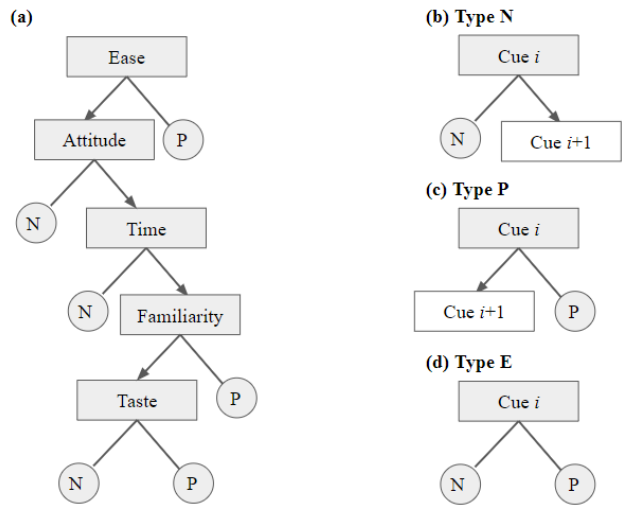 (a)
Ease
Attitude
P
N
Time
N
Familiarity
Taste
P
N
P
(b) Type N
Cue i
N
Cue i+1
(c) Type P
Cue i
Cue i+1
P
(d) Type E
Cue i
N
P